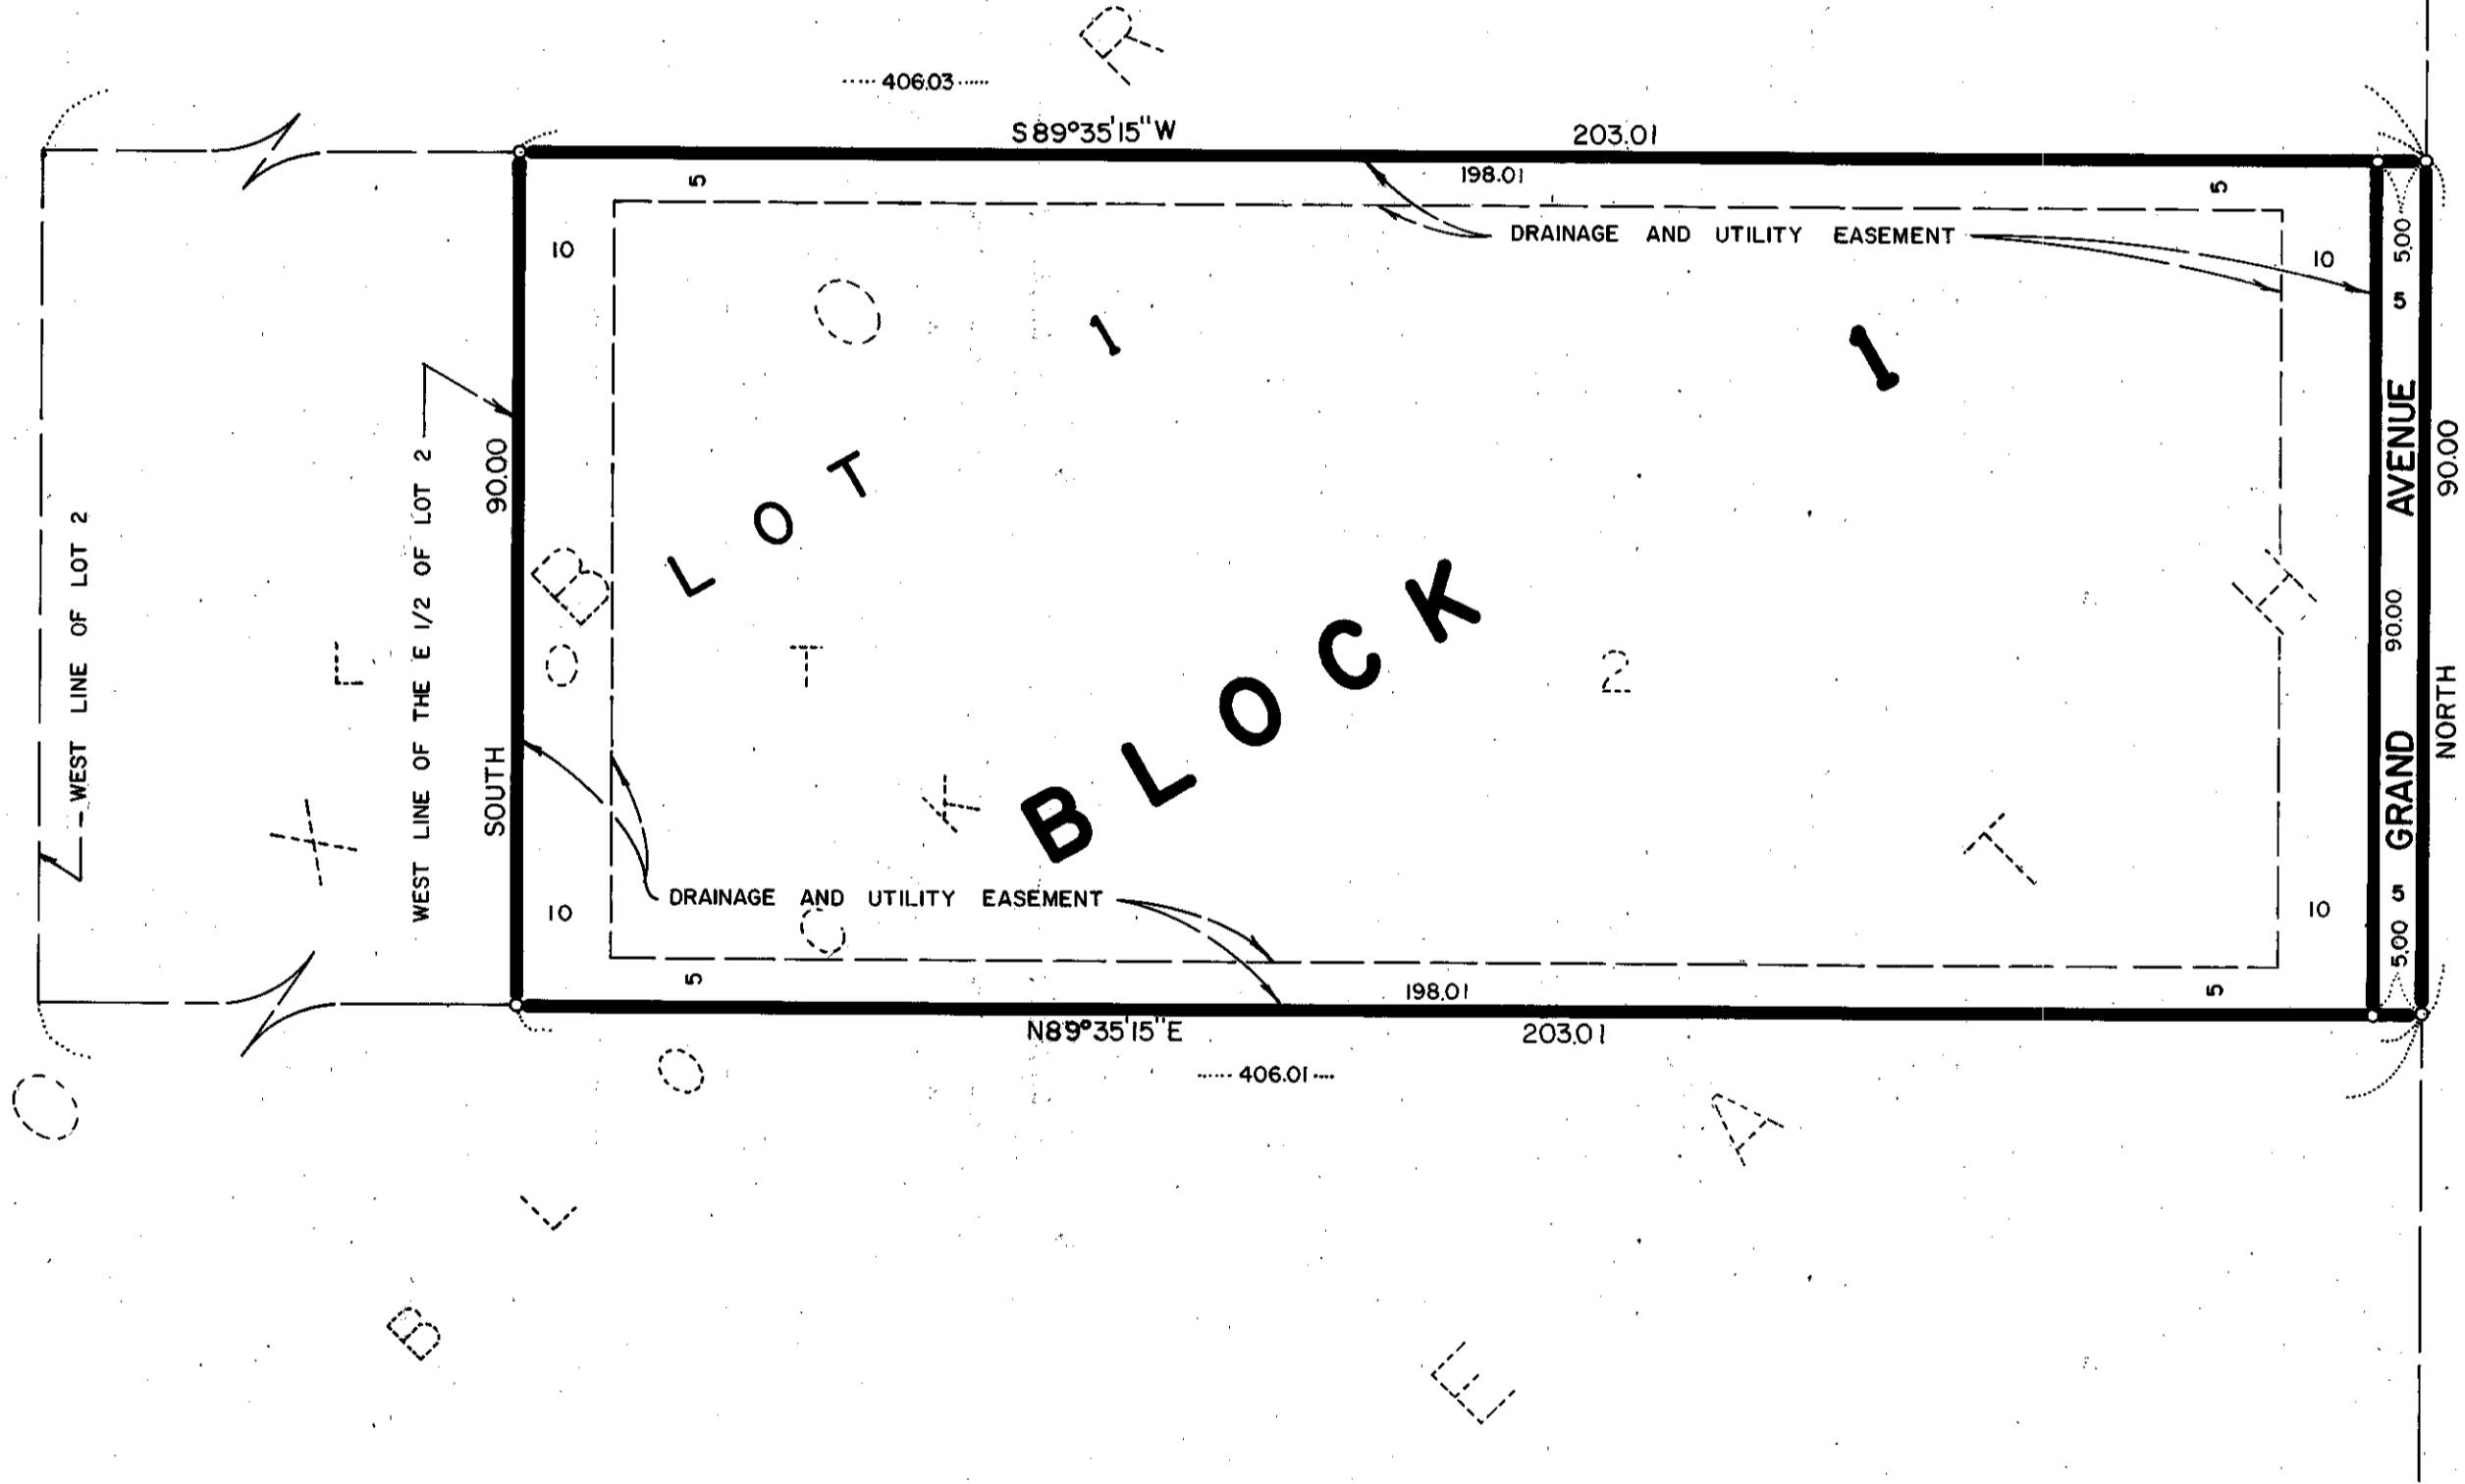 R
406.03
S 89°35'15"W
203.01
5
198.01
5
10
DRAINAGE AND UTILITY EASEMENT
10
5.00
5
O
LOT 1
BLOCK 1
WEST LINE OF LOT 2
WEST LINE OF THE E 1/2 OF LOT 2
90.00
SOUTH
B
L O T 2
H
90.00
GRAND AVENUE
90.00
NORTH
X
K
T
10
DRAINAGE AND UTILITY EASEMENT
C
10
5
5.00
5
198.01
5
N89°35'15"E
203.01
406.01
O
O
A
L
B
E